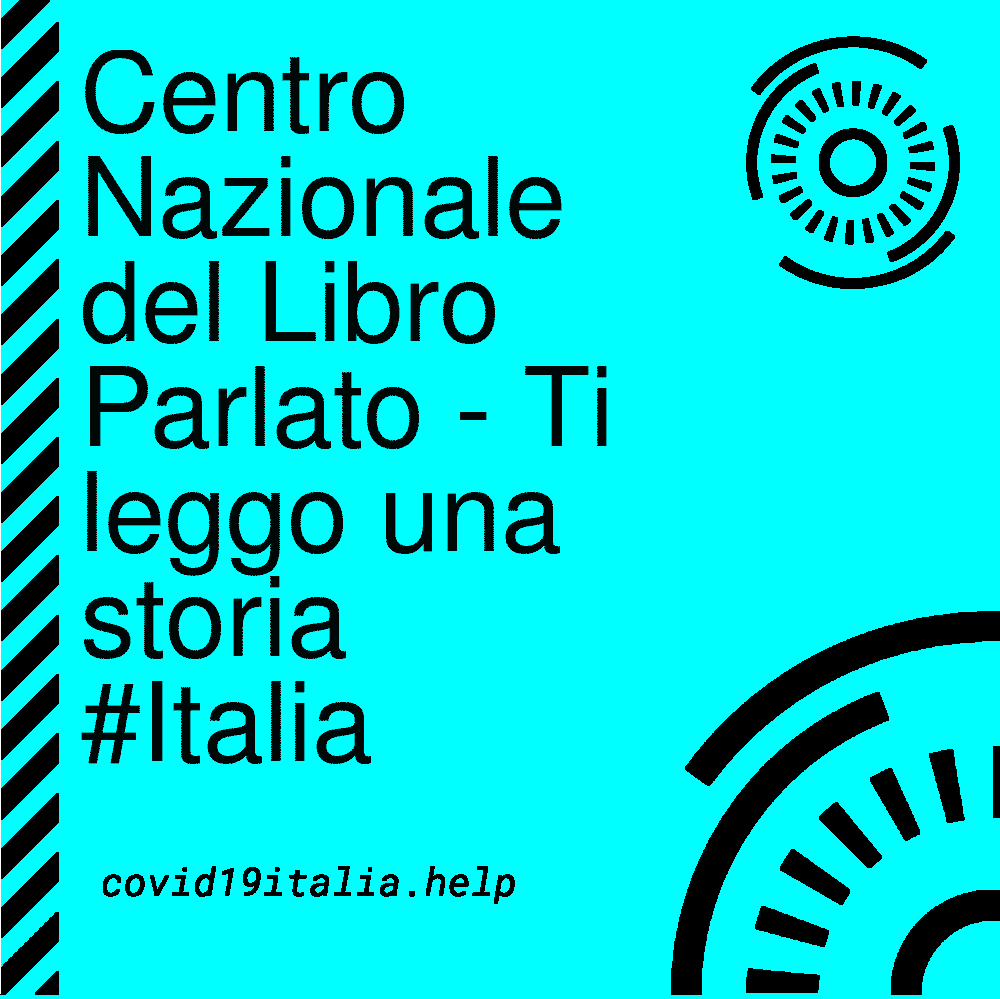 Centro
Nazionale
del Libro
Parlato - Ti
leggo una
storia
#Italia
covid19italia.help